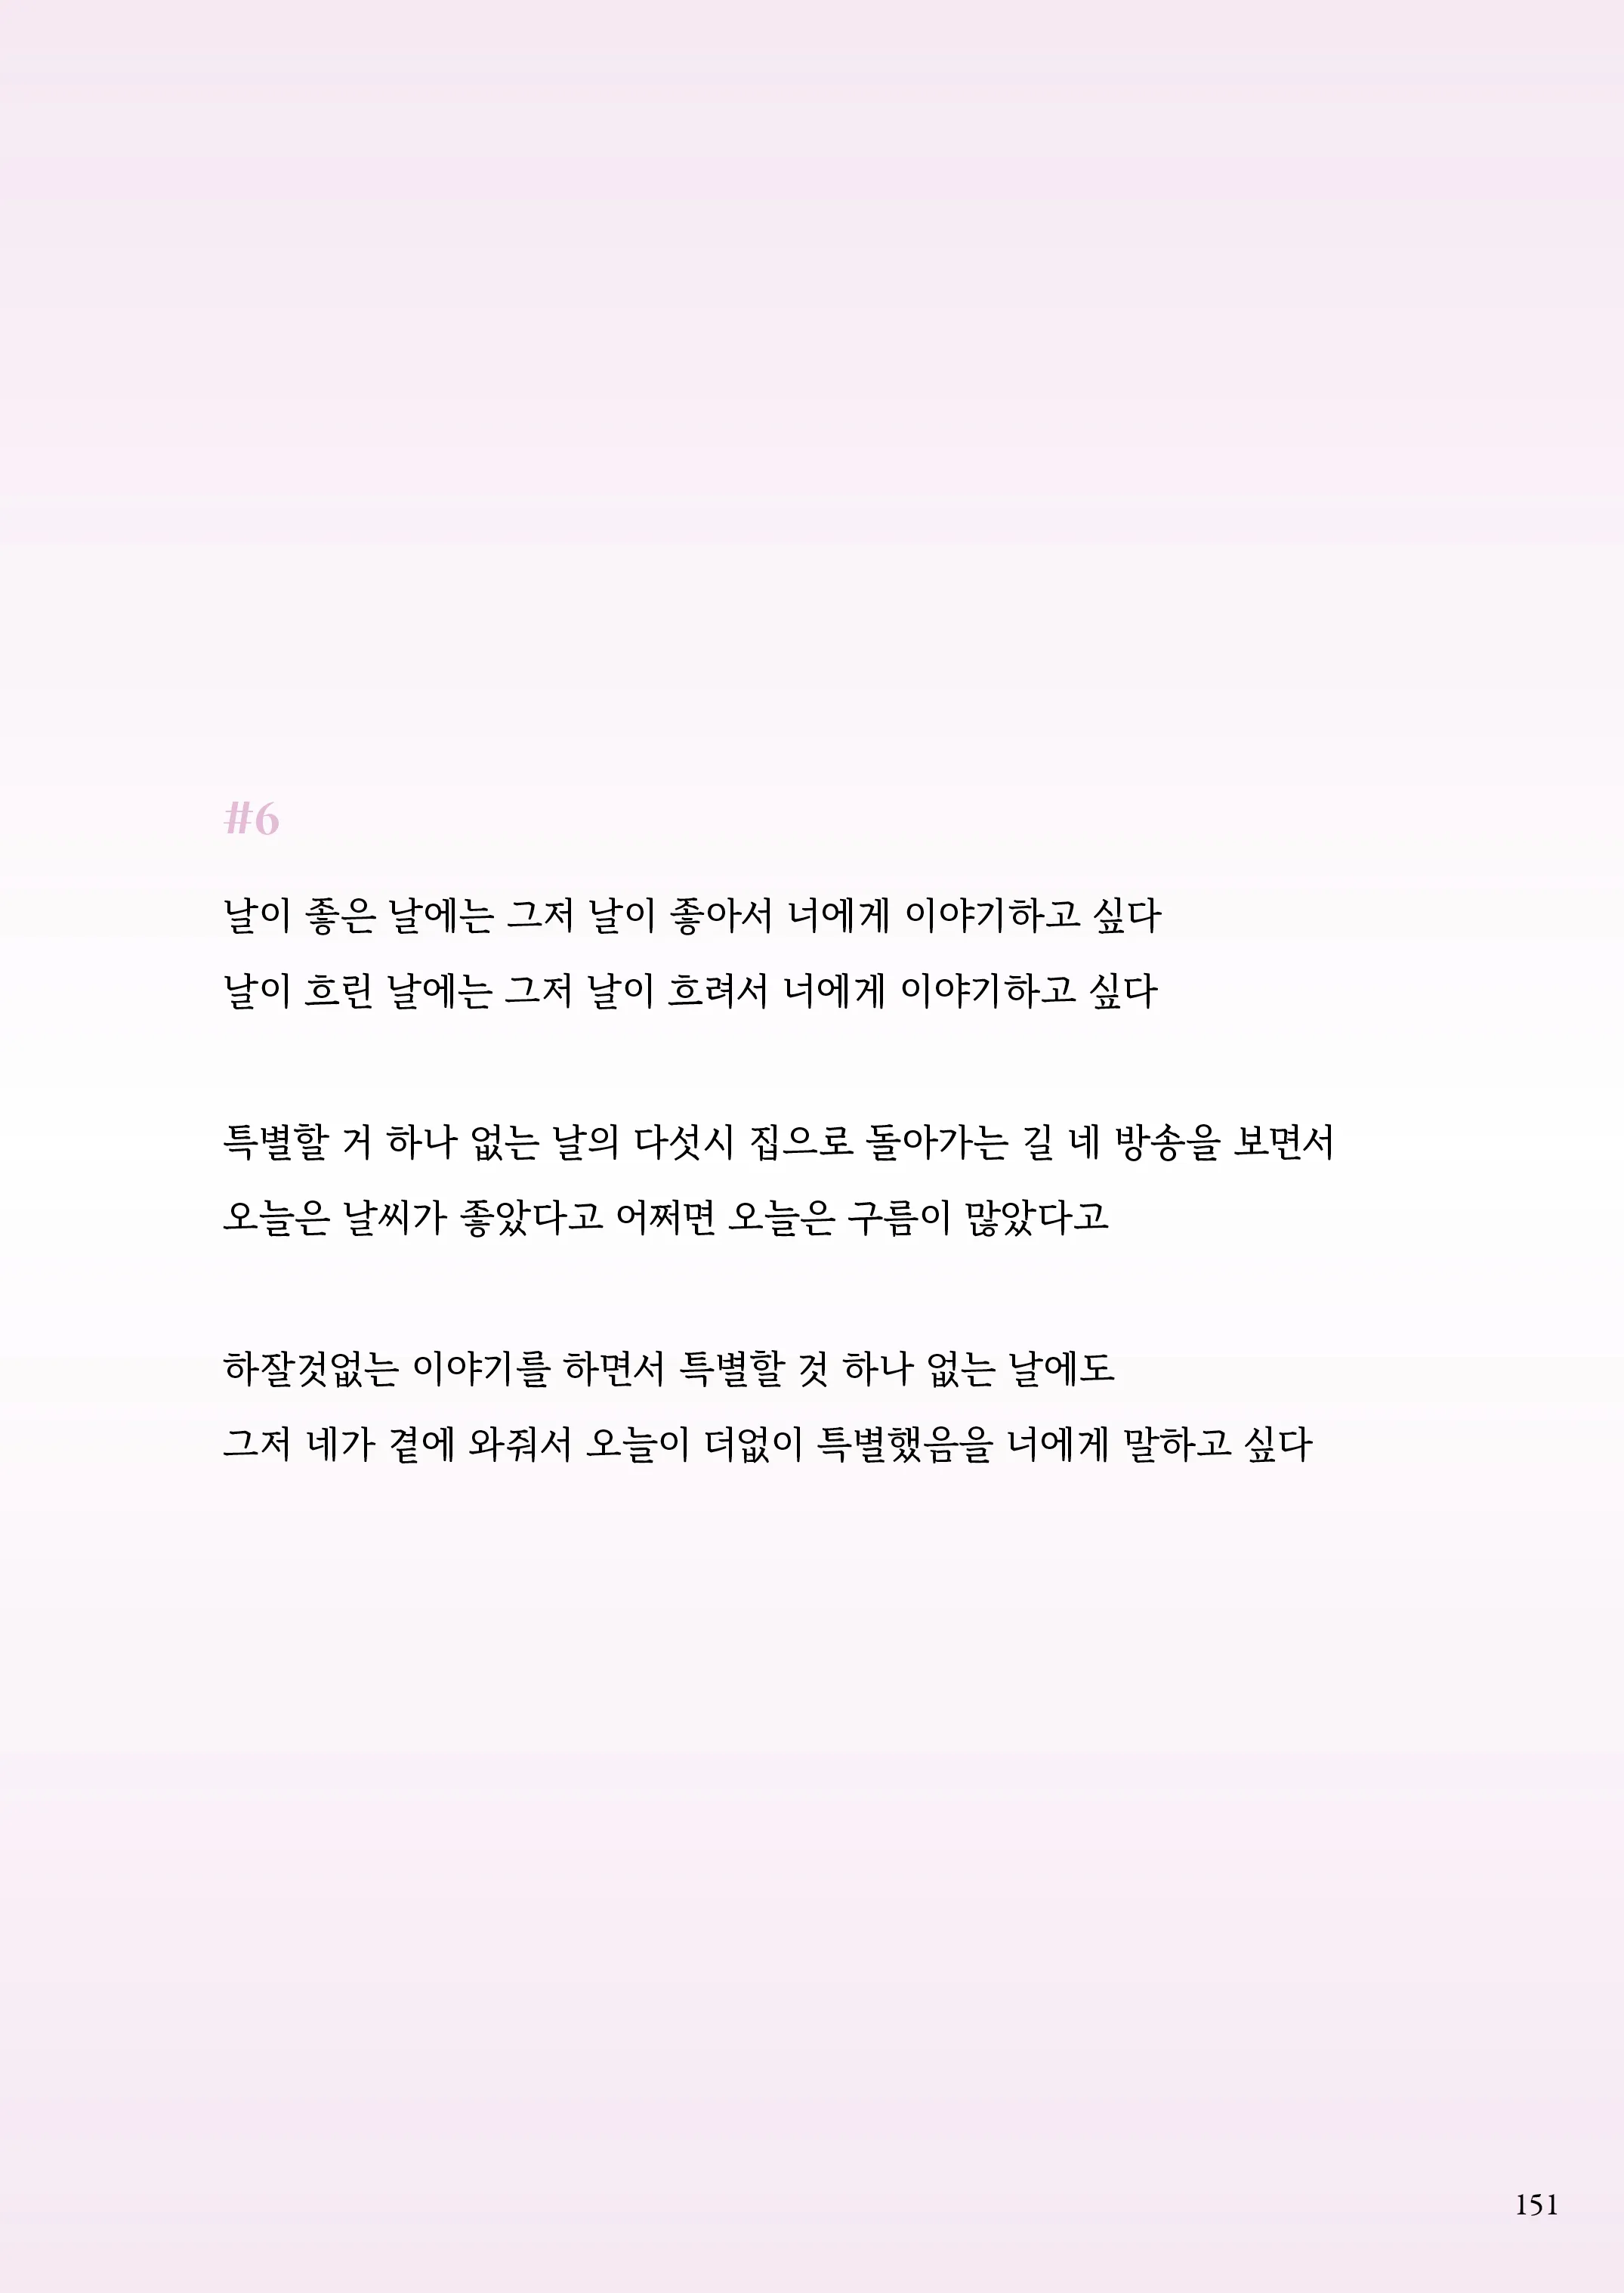 #6
날이 좋은 날에는 그저 날이 좋아서 너에게 이야기하고 싶다
날이 흐린 날에는 그저 날이 흐려서 너에게 이야기하고 싶다
특별할 거 하나 없는 날의 다섯시 집으로 돌아가는 길 네 방송을 보면서
오늘은 날씨가 좋았다고 어쩌면 오늘은 구름이 많았다고
하잘것없는 이야기를 하면서 특별할 것 하나 없는 날에도
그저 네가 곁에 와줘서 오늘이 더없이 특별했음을 너에게 말하고 싶다
151